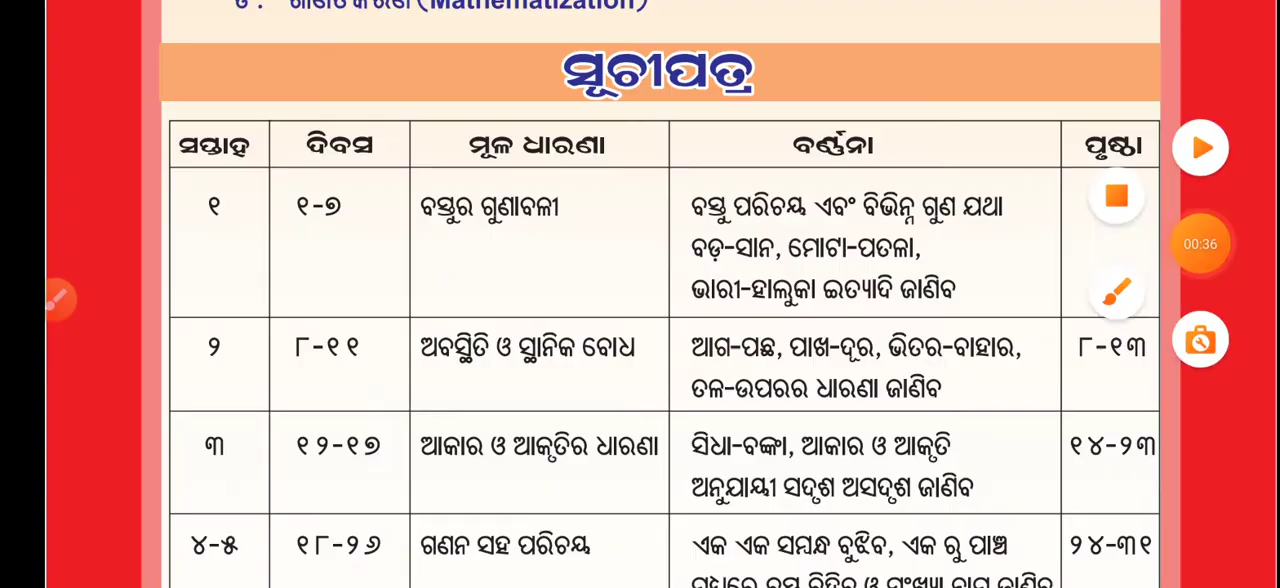 (Mathematization)
ସୂଚୀପତ୍ର
ସପ୍ତାହ ଦିବସ ମୂଳ ଧାରଣା ବର୍ଣ୍ଣନା ପୃଷ୍ଠା
୧ ୧-୭ ବସ୍ତୁର ଗୁଣାବଳୀ ବସ୍ତୁ ପରିଚୟ ଏବଂ ବିଭିନ୍ନ ଗୁଣ ଯଥା
ବଡ଼-ସାନ, ମୋଟା-ପତଳା,
ଭାରୀ-ହାଲୁକା ଇତ୍ୟାଦି ଜାଣିବ
00:36
୨ ୮-୧୧ ଅବସ୍ଥିତି ଓ ସ୍ଥାନିକ ବୋଧ ଆଗ-ପଛ, ପାଖ-ଦୂର, ଭିତର-ବାହାର, ୮-୧୩
ତଳ-ଉପରର ଧାରଣା ଜାଣିବ
୩ ୧୨-୧୭ ଆକାର ଓ ଆକୃତିର ଧାରଣା ସିଧା-ବଙ୍କା, ଆକାର ଓ ଆକୃତି ୧୪-୨୩
ଅନୁଯାୟୀ ସଦୃଶ ଅସଦୃଶ ଜାଣିବ
୪-୫ ୧୮-୨୬ ଗଣନ ସହ ପରିଚୟ ଏକ ଏକ ସମ୍ବନ୍ଧ ବୁଝିବ, ଏକ ରୁ ପାଞ୍ଚ ୨୪-୩୧